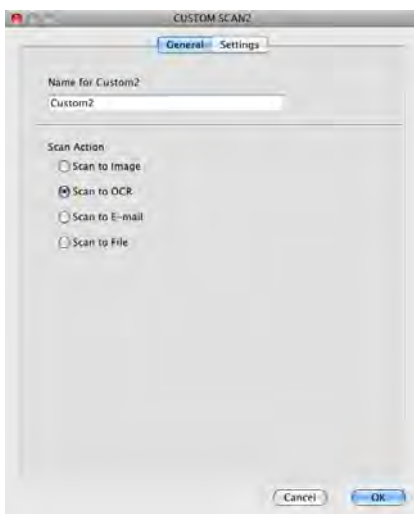 CUSTOM SCAN2
General Settings
Name for Custom2
Custom2
Scan Action
Scan to Image
Scan to OCR
Scan to E-mail
Scan to File
Cancel OK